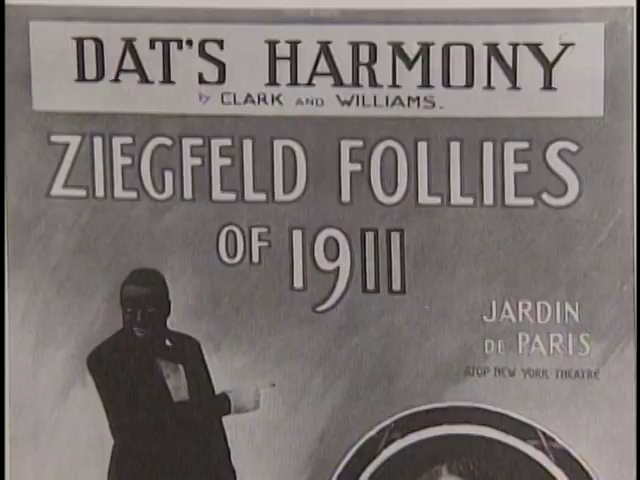 DAT'S HARMONY
by CLARK AND WILLIAMS.
ZIEGFELD FOLLIES
OF 1911
JARDIN
DE PARIS
ATOP NEW YORK THEATRE